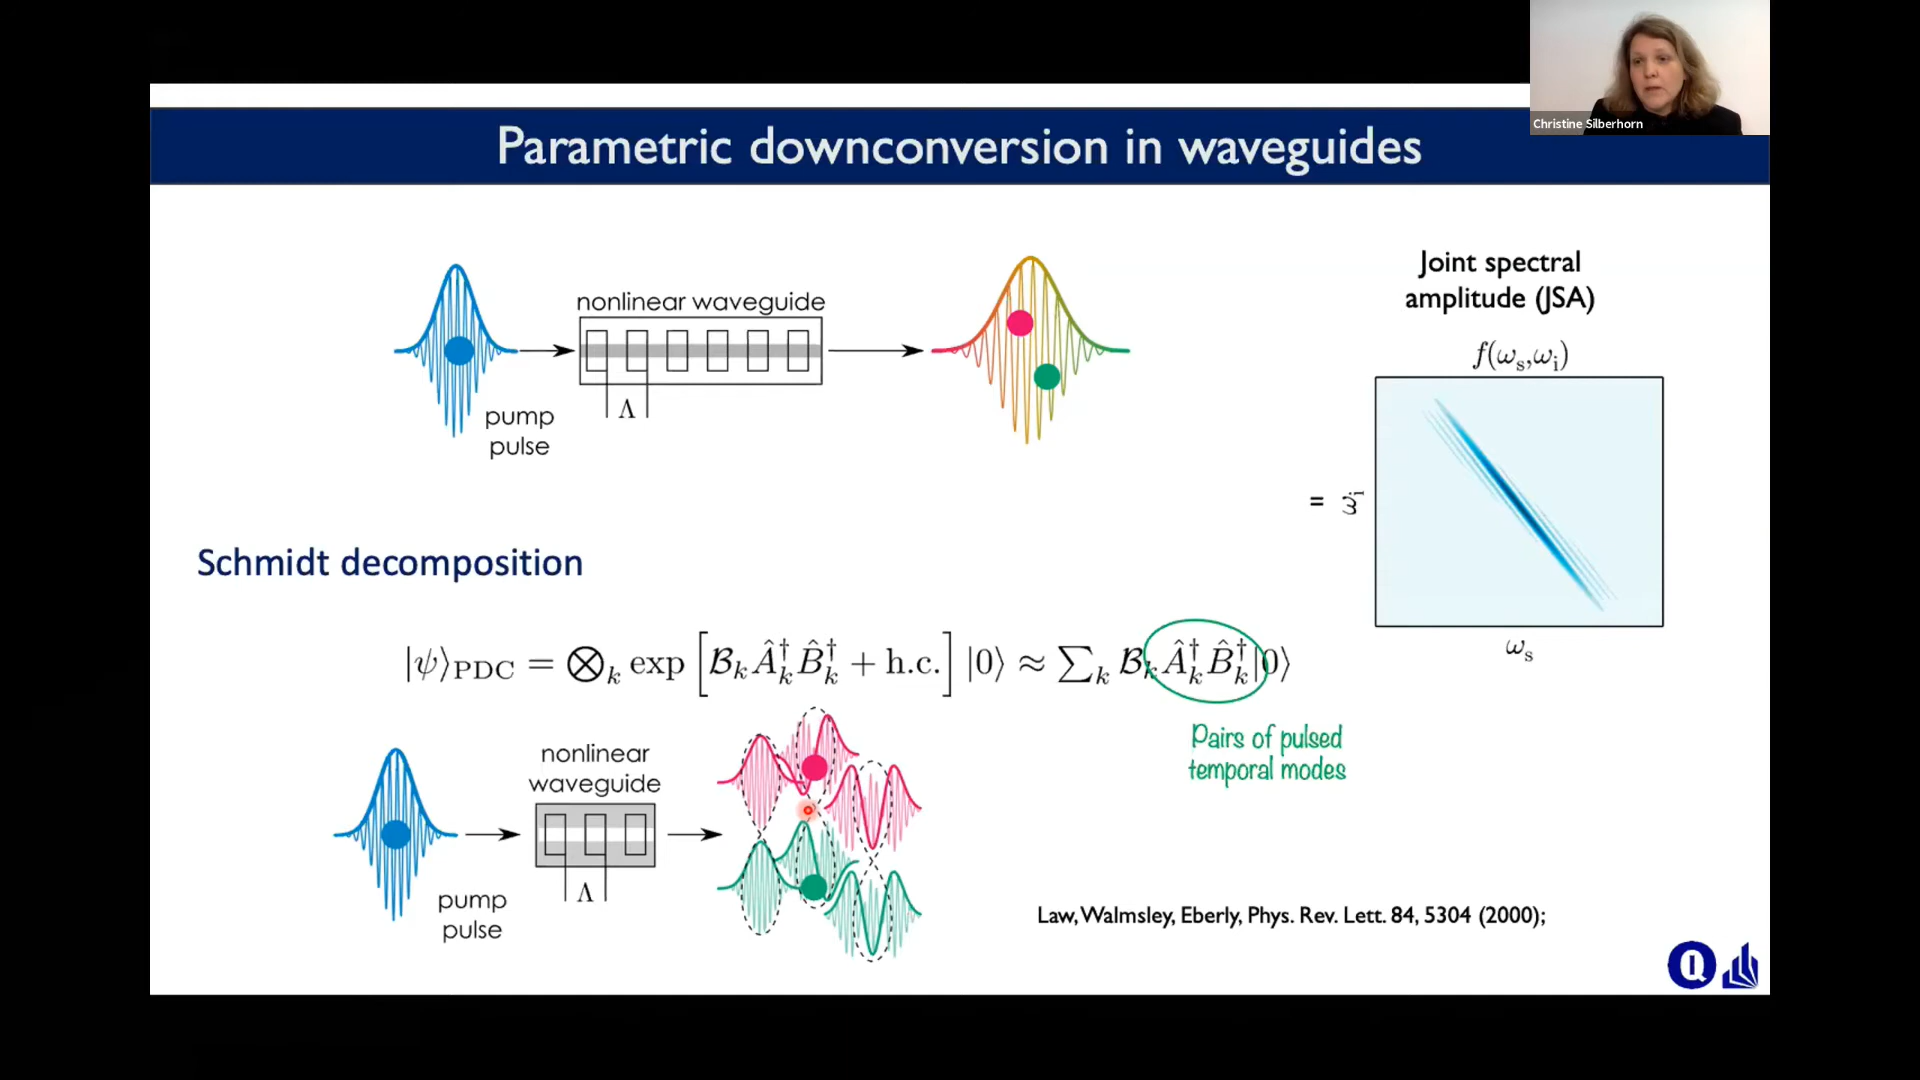 Christine Silberhorn
Parametric downconversion in waveguides
nonlinear waveguide
Λ
pump
pulse
Joint spectral
amplitude (JSA)
f(ωs,ωi)
= ωi
ωs
Schmidt decomposition
|ψ⟩PDC = ⊗k exp [ℬk Â†k B̂†k + h.c.] |0⟩ ≈ ∑k ℬk Â†k B̂†k|0⟩
Pairs of pulsed
temporal modes
nonlinear
waveguide
Λ
pump
pulse
Law, Walmsley, Eberly, Phys. Rev. Lett. 84, 5304 (2000);
Q